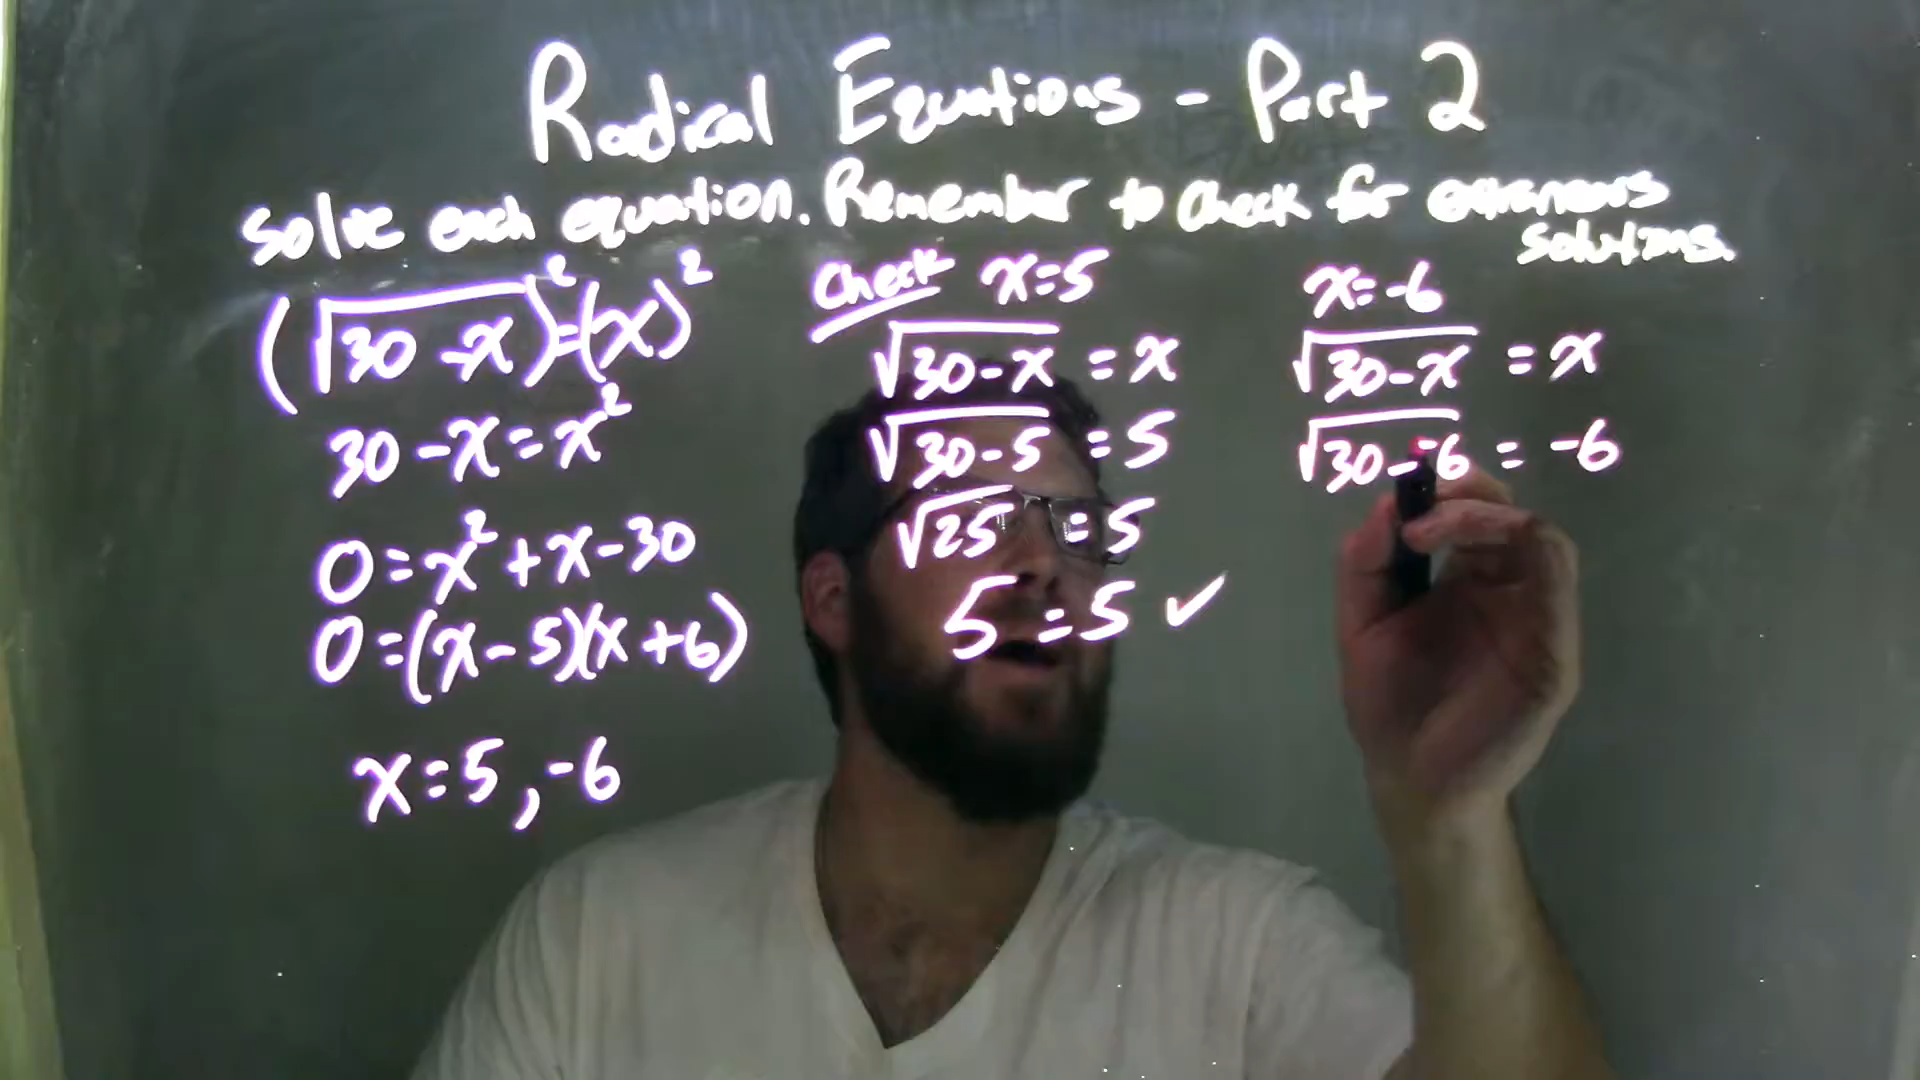 Radical Equations - Part 2
Solve each equation. Remember to check for extraneous
solutions.
(√30-x)²=(x)²
30-x=x²
0=x²+x-30
0=(x-5)(x+6)
x=5,-6
Check x=5
√30-x = x
√30-5 = 5
√25 = 5
5=5 ✓
x=-6
√30-x = x
√30--6 = -6